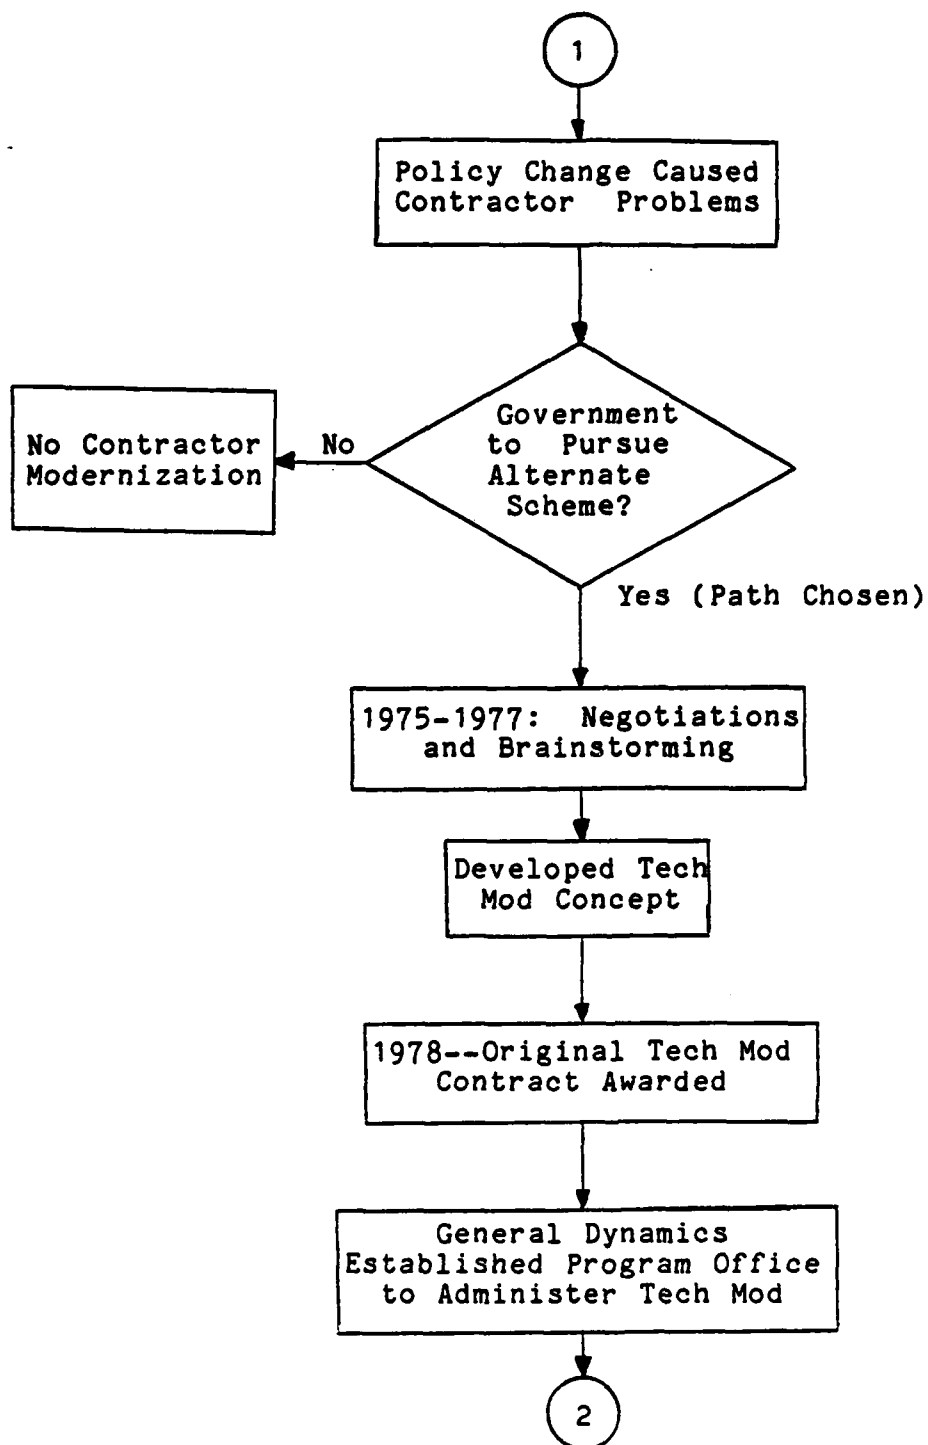 1
Policy Change Caused
Contractor Problems
Government
to Pursue
Alternate
Scheme?
No
No Contractor
Modernization
Yes (Path Chosen)
1975-1977: Negotiations
and Brainstorming
Developed Tech
Mod Concept
1978--Original Tech Mod
Contract Awarded
General Dynamics
Established Program Office
to Administer Tech Mod
2